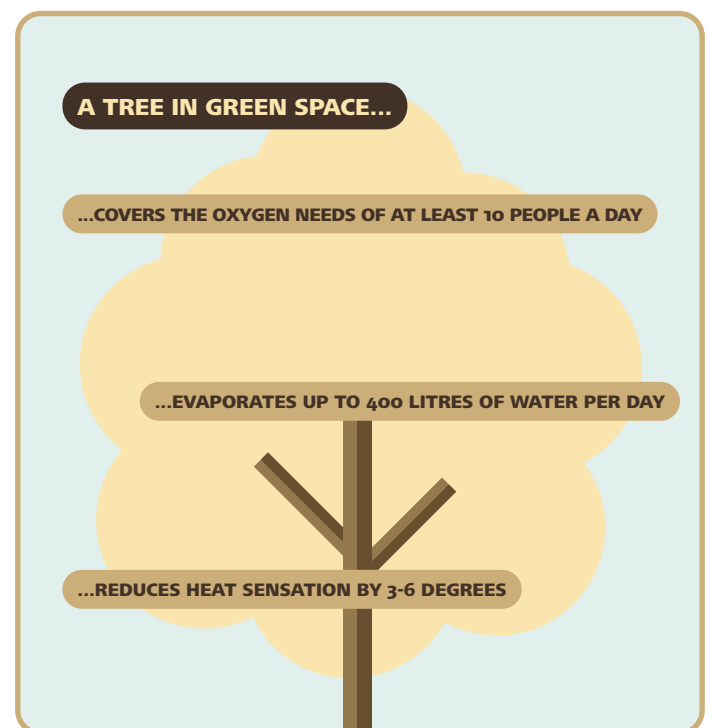 A TREE IN GREEN SPACE...
...COVERS THE OXYGEN NEEDS OF AT LEAST 10 PEOPLE A DAY
...EVAPORATES UP TO 400 LITRES OF WATER PER DAY
...REDUCES HEAT SENSATION BY 3-6 DEGREES